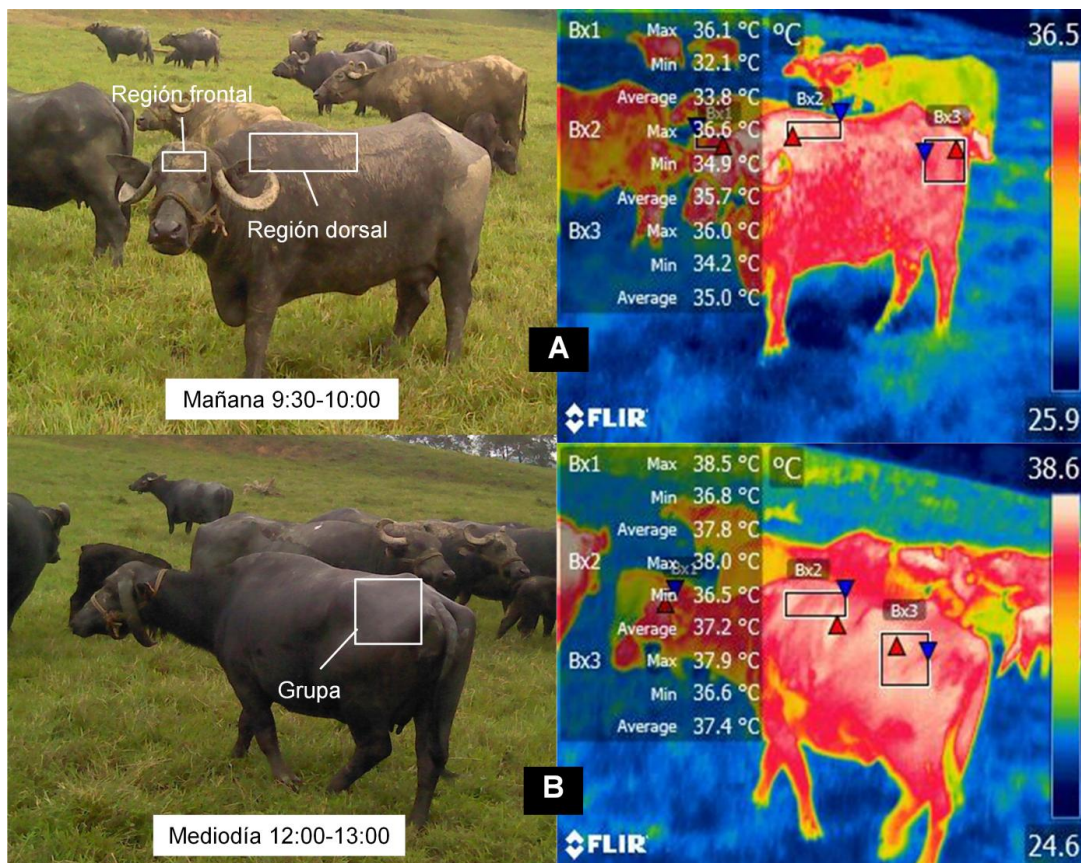 Región frontal
Región dorsal
Mañana 9:30-10:00
A
Bx1 Max 36.1 °C
Min 32.1 °C
Average 33.8 °C
Bx2 Max 36.6 °C
Min 34.9 °C
Average 35.7 °C
Bx3 Max 36.0 °C
Min 34.2 °C
Average 35.0 °C
°C
36.5
Bx1
Bx2
Bx3
FLIR
25.9
Grupa
Mediodía 12:00-13:00
B
Bx1 Max 38.5 °C
Min 36.8 °C
Average 37.8 °C
Bx2 Max 38.0 °C
Min 36.5 °C
Average 37.2 °C
Bx3 Max 37.9 °C
Min 36.6 °C
Average 37.4 °C
°C
38.6
Bx1
Bx2
Bx3
FLIR
24.6